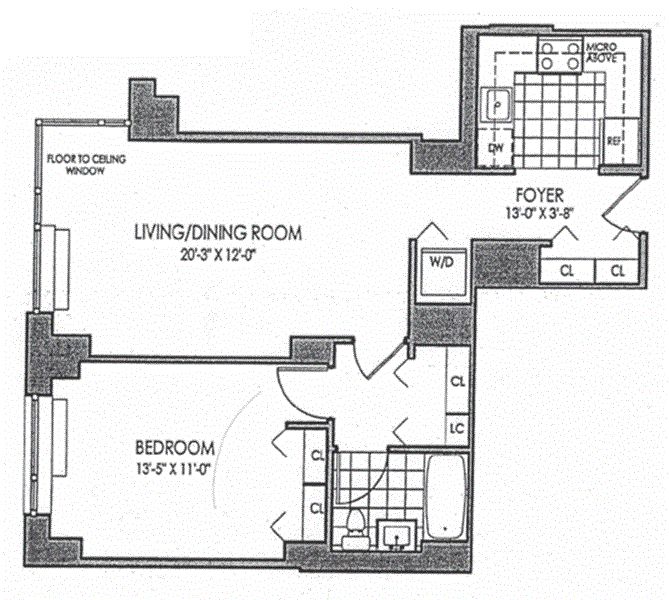 MICRO
ABOVE
DW
REF
FLOOR TO CEILING
WINDOW
FOYER
13'-0" X 3'-8"
LIVING/DINING ROOM
20'-3" X 12'-0"
W/D
CL
CL
CL
LC
BEDROOM
13'-5" X 11'-0"
CL
CL